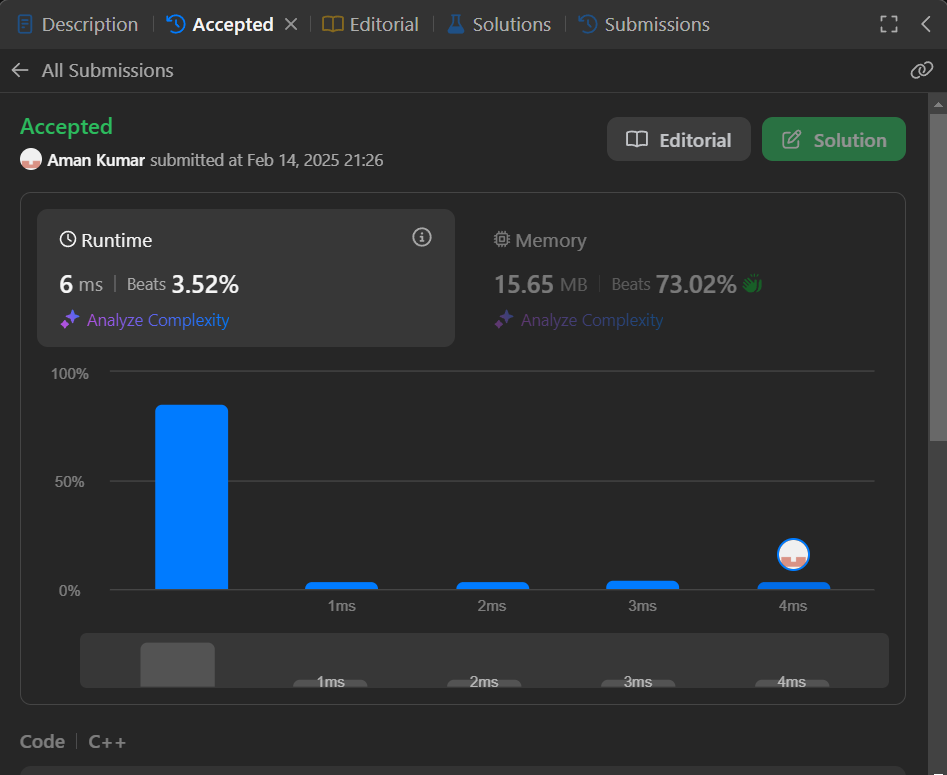 Description Accepted Editorial Solutions Submissions
All Submissions
Accepted
Aman Kumar submitted at Feb 14, 2025 21:26
Editorial Solution
Runtime
6 ms Beats 3.52%
Analyze Complexity
Memory
15.65 MB Beats 73.02%
Analyze Complexity
100%
50%
0%
1ms 2ms 3ms 4ms
1ms 2ms 3ms 4ms
Code C++